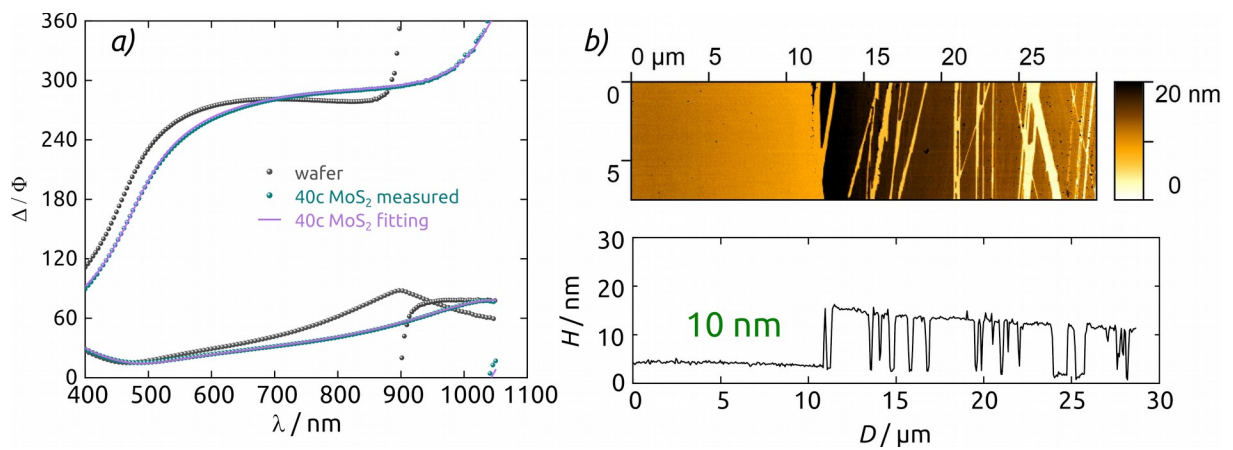 a)
360
300
240
180
120
60
0
Δ / Φ
wafer
40c MoS₂ measured
40c MoS₂ fitting
400 500 600 700 800 900 1000 1100
λ / nm
b)
0 µm 5 10 15 20 25
0
5
20 nm
10
0
30
20
10
0
H / nm
10 nm
0 5 10 15 20 25 30
D / µm